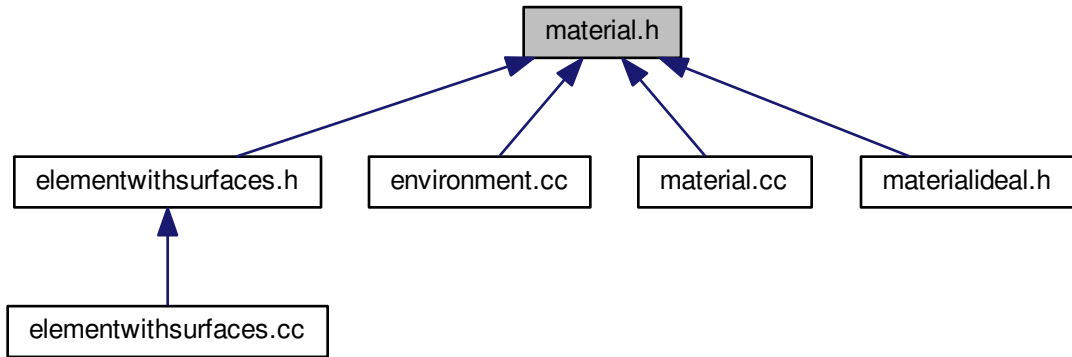 material.h
elementwithsurfaces.h
environment.cc
material.cc
materialideal.h
elementwithsurfaces.cc